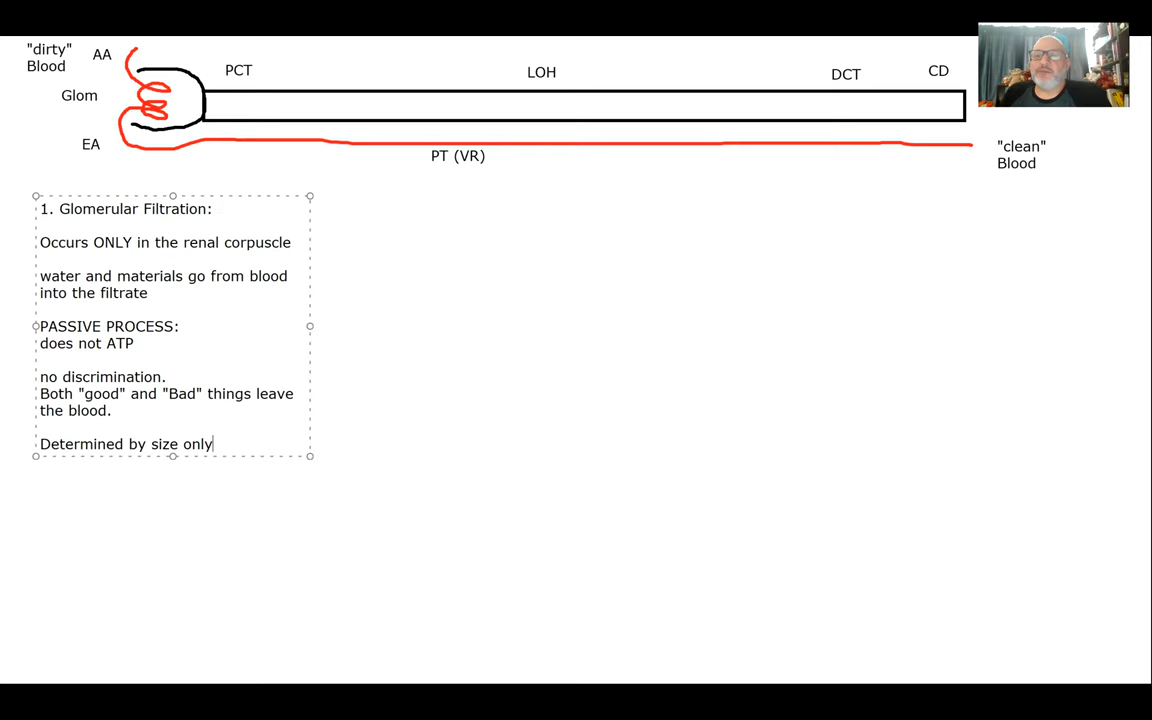 "dirty"
Blood
AA
Glom
EA
PCT
LOH
DCT
CD
PT (VR)
"clean"
Blood
1. Glomerular Filtration:
Occurs ONLY in the renal corpuscle
water and materials go from blood
into the filtrate
PASSIVE PROCESS:
does not ATP
no discrimination.
Both "good" and "Bad" things leave
the blood.
Determined by size only